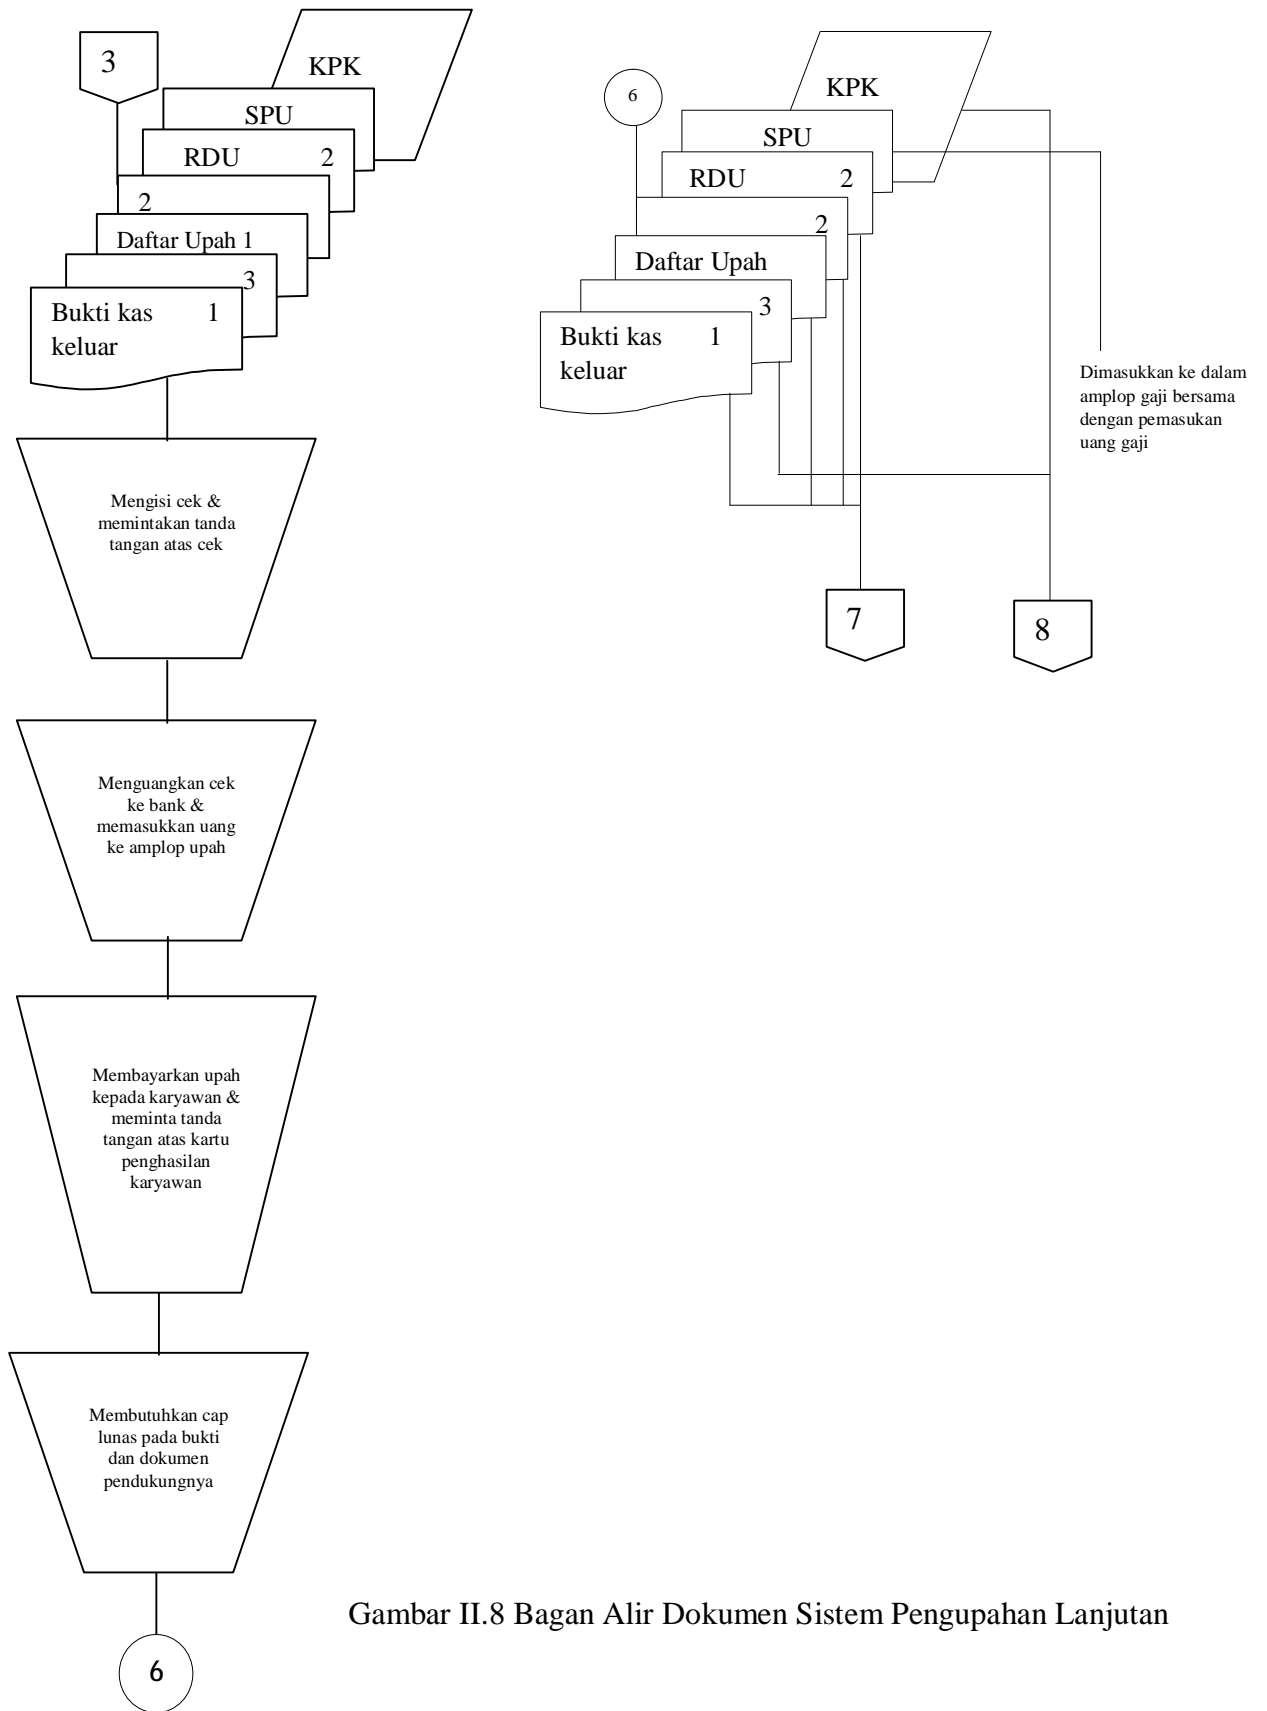 3
KPK
SPU
RDU 2
2
Daftar Upah 1
3
Bukti kas 1
keluar
Mengisi cek &
memintakan tanda
tangan atas cek
Menguangkan cek
ke bank &
memasukkan uang
ke amplop upah
Membayarkan upah
kepada karyawan &
meminta tanda
tangan atas kartu
penghasilan
karyawan
Membutuhkan cap
lunas pada bukti
dan dokumen
pendukungnya
6
6
KPK
SPU
RDU 2
2
Daftar Upah
3
Bukti kas 1
keluar
Dimasukkan ke dalam
amplop gaji bersama
dengan pemasukan
uang gaji
7
8
Gambar II.8 Bagan Alir Dokumen Sistem Pengupahan Lanjutan